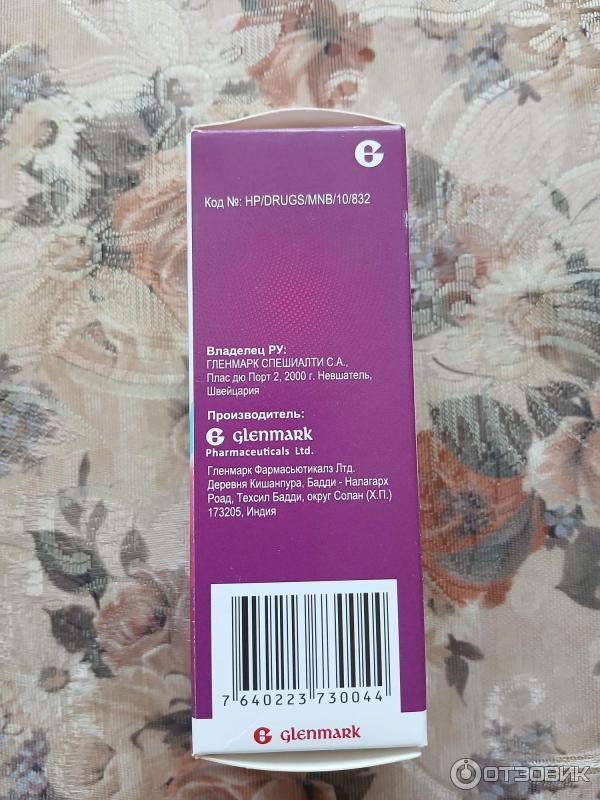 Код №: HP/DRUGS/MNB/10/832
Владелец РУ:
ГЛЕНМАРК СПЕШИАЛТИ С.А.,
Плас дю Порт 2, 2000 г. Невшатель,
Швейцария
Производитель:
glenmark
Pharmaceuticals Ltd.
Гленмарк Фармасьютикалз Лтд.
Деревня Кишанпура, Бадди - Налагарх
Роад, Техсил Бадди, округ Солан (Х.П.)
173205, Индия
7 640223 730044
glenmark
ОТЗОВИК